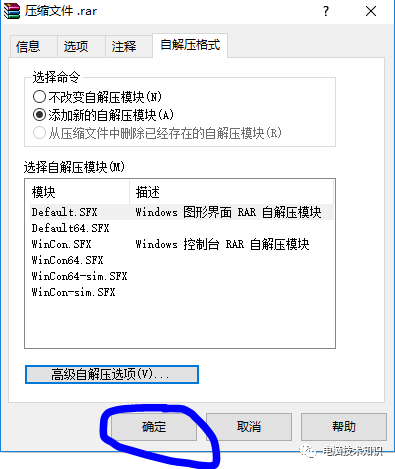 压缩文件 .rar
? ×
信息 选项 注释 自解压格式
选择命令
不改变自解压模块(N)
添加新的自解压模块(A)
从压缩文件中删除已经存在的自解压模块(R)
选择自解压模块(M)
模块 描述
Default.SFX Windows 图形界面 RAR 自解压模块
Default64.SFX
WinCon.SFX Windows 控制台 RAR 自解压模块
WinCon64.SFX
WinCon64-sim.SFX
WinCon-sim.SFX
高级自解压选项(V)...
确定 取消 帮助
电脑技术知识